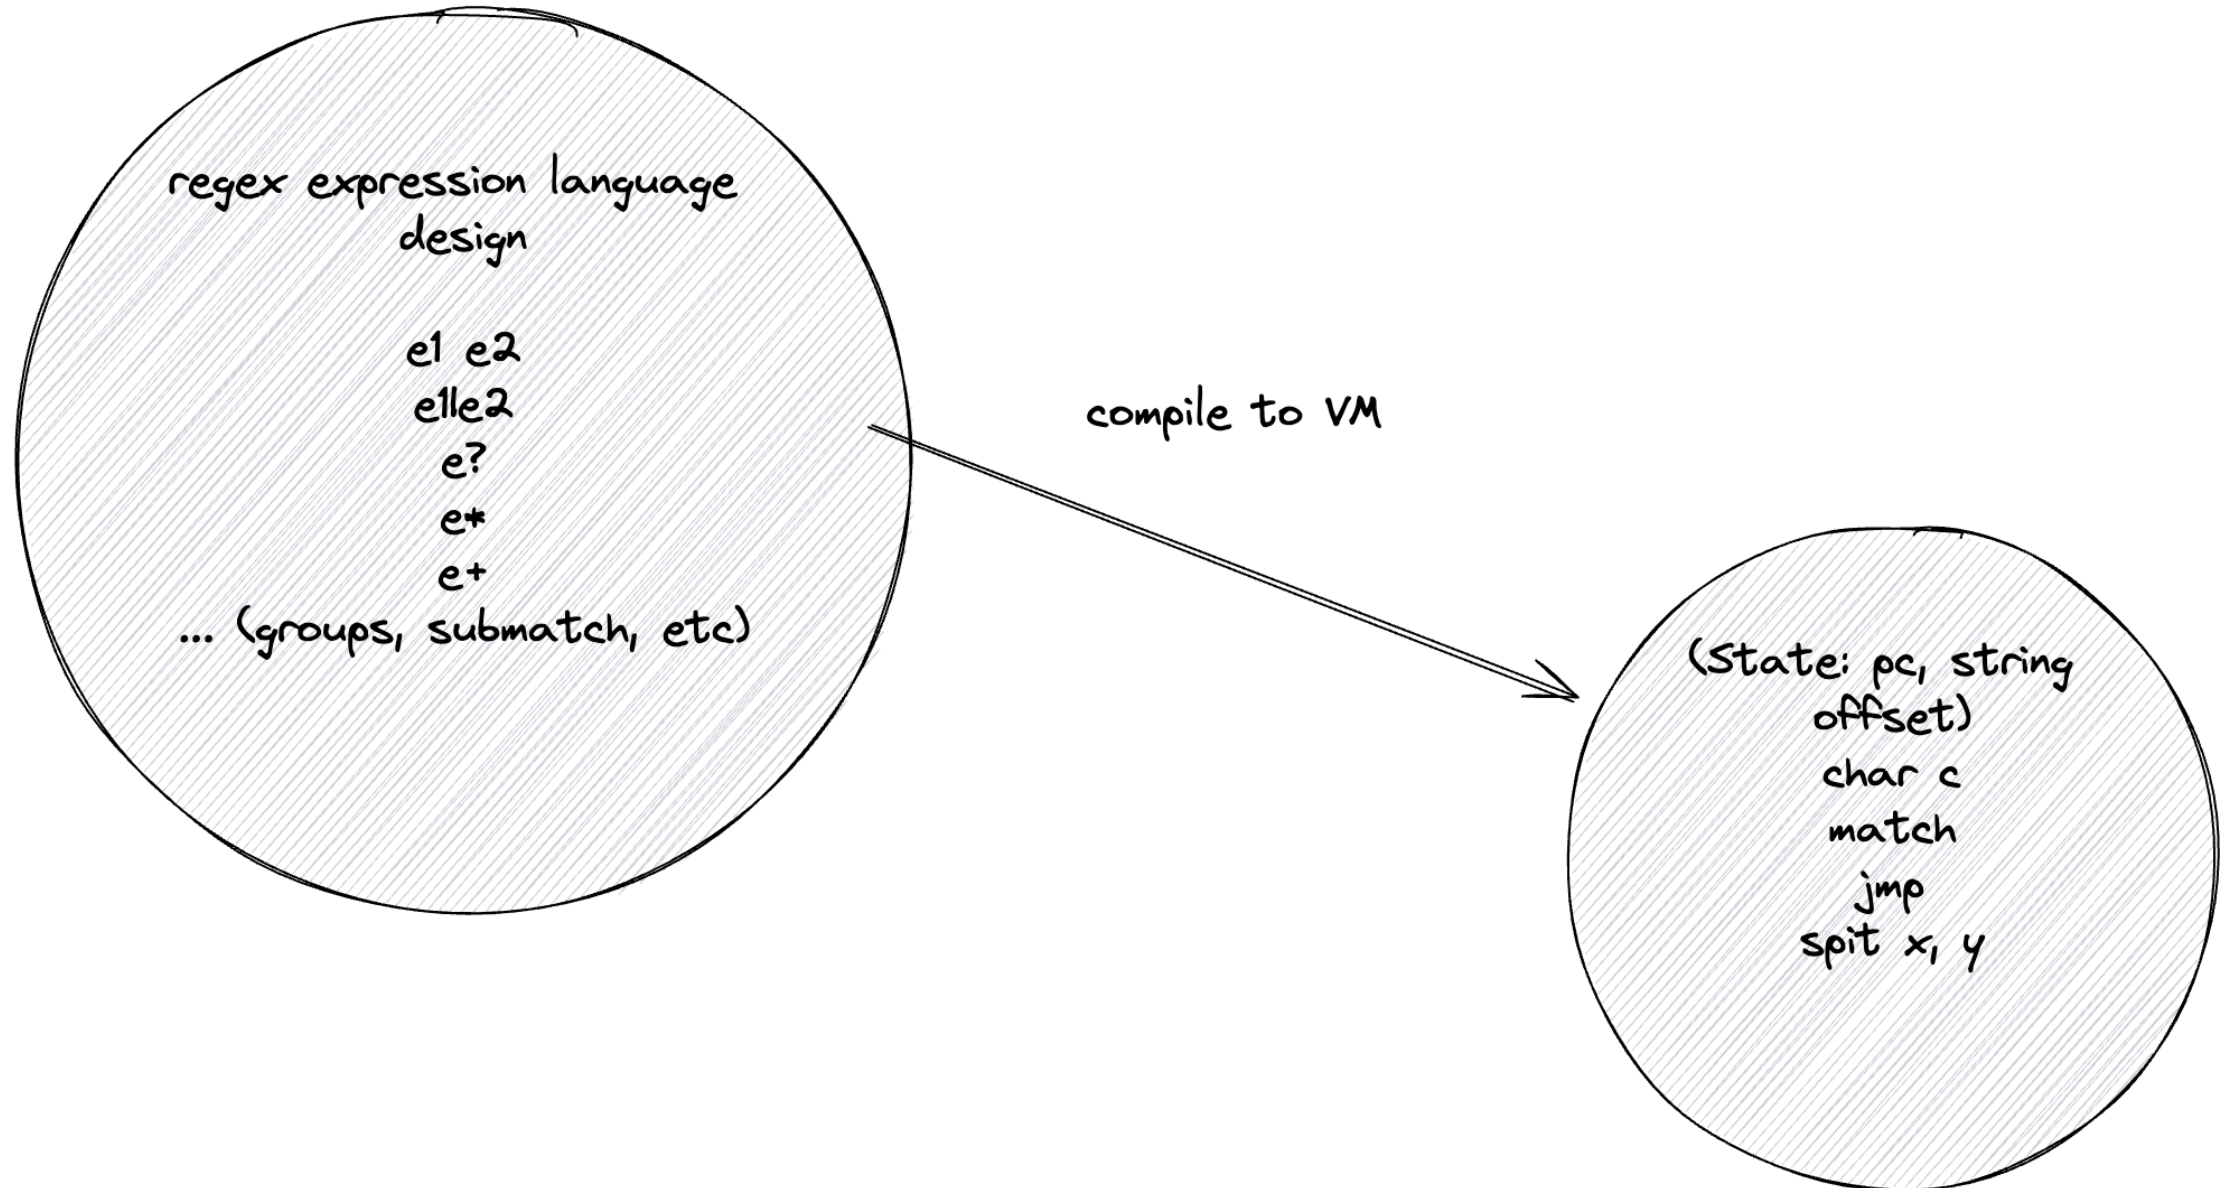 regex expression language
design
e1 e2
e1|e2
e?
e*
e+
... (groups, submatch, etc)
compile to VM
(State: pc, string
offset)
char c
match
jmp
spit x, y